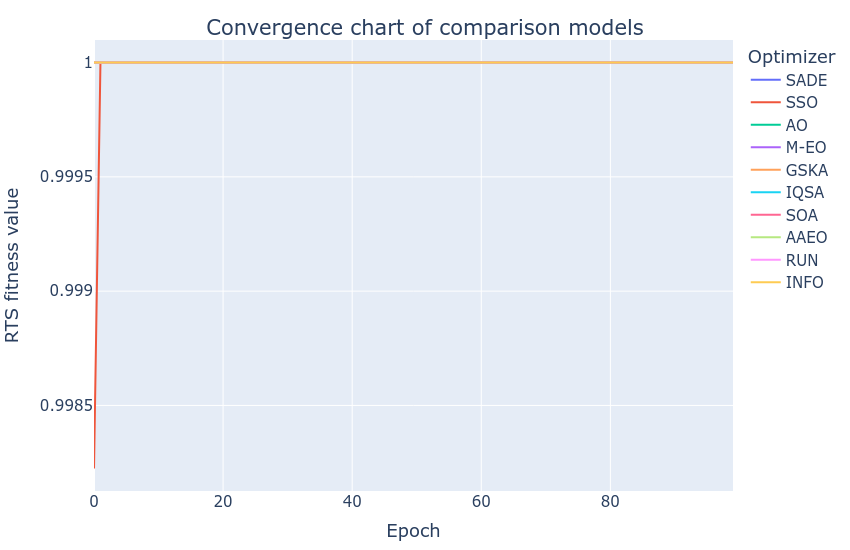 Convergence chart of comparison models
RTS fitness value
1
0.9995
0.999
0.9985
0
20
40
60
80
Epoch
Optimizer
SADE
SSO
AO
M-EO
GSKA
IQSA
SOA
AAEO
RUN
INFO